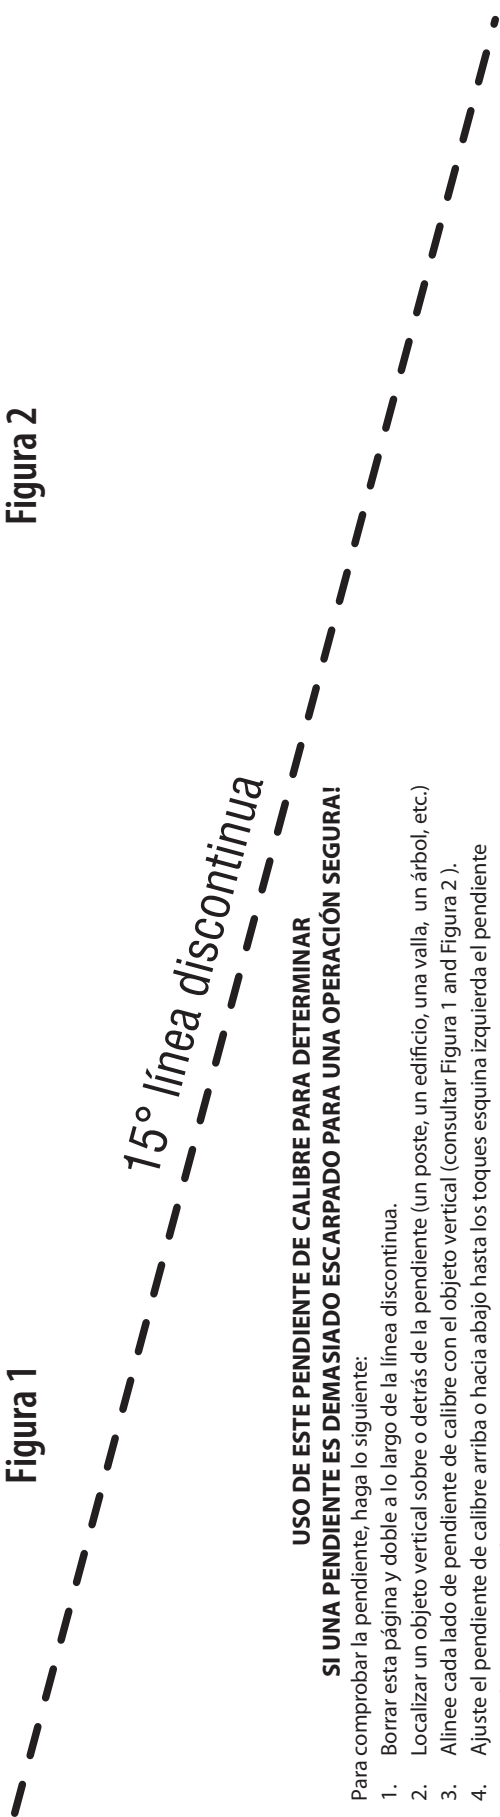 Figura 1
Figura 2
15° línea discontinua
USO DE ESTE PENDIENTE DE CALIBRE PARA DETERMINAR
SI UNA PENDIENTE ES DEMASIADO ESCARPADO PARA UNA OPERACIÓN SEGURA!
Para comprobar la pendiente, haga lo siguiente:
1. Borrar esta página y doble a lo largo de la línea discontinua.
2. Localizar un objeto vertical sobre o detrás de la pendiente (un poste, un edificio, una valla, un árbol, etc.)
3. Alinee cada lado de pendiente de calibre con el objeto vertical (consultar Figura 1 and Figura 2 ).
4. Ajuste el pendiente de calibre arriba o hacia abajo hasta los toques esquina izquierda el pendiente